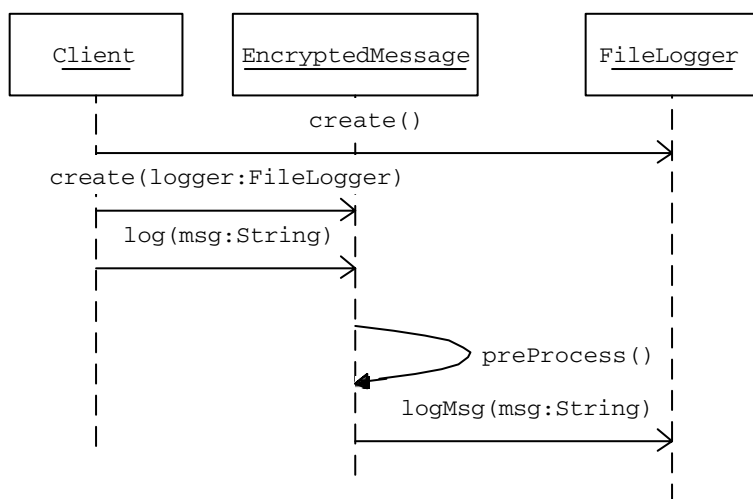 Client
EncryptedMessage
FileLogger
create()
create(logger:FileLogger)
log(msg:String)
preProcess()
logMsg(msg:String)